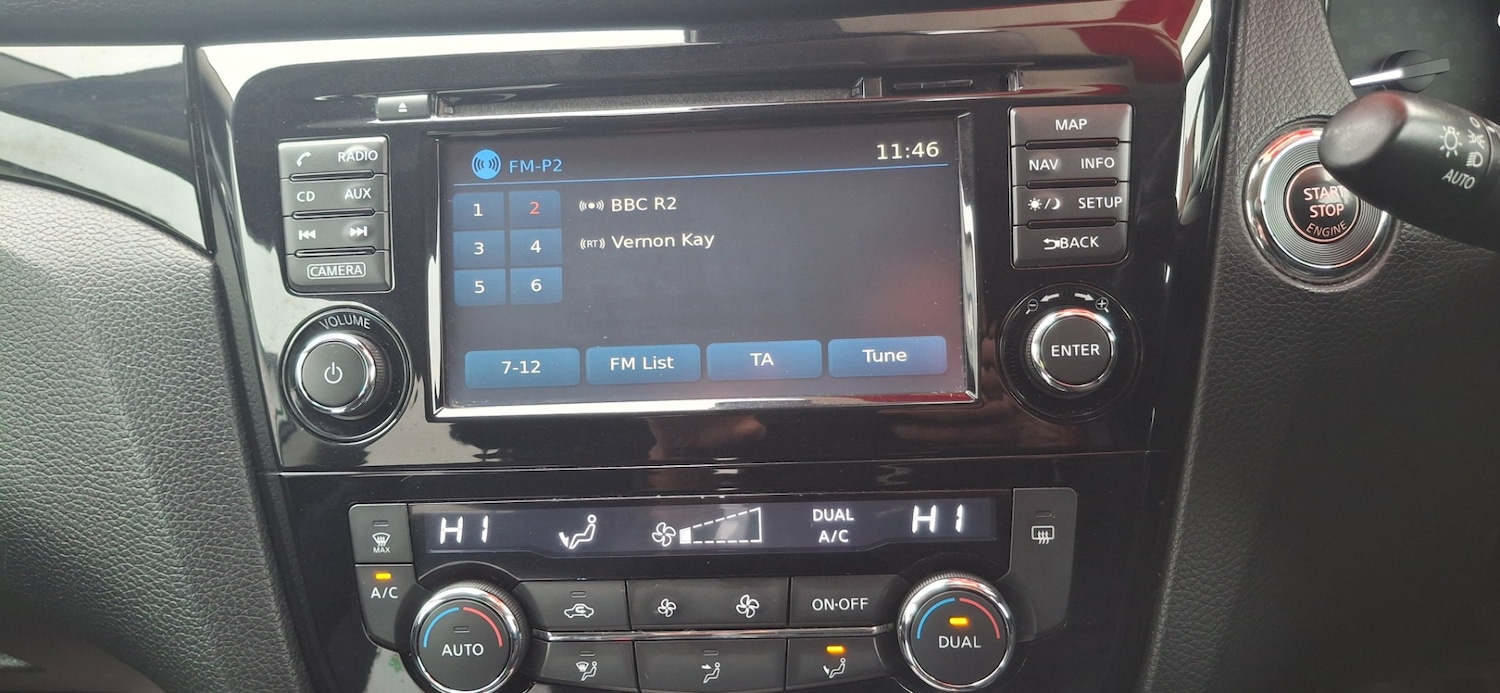 RADIO
CD AUX
CAMERA
VOLUME
FM-P2 11:46
1 2
3 4
5 6
BBC R2
(RT) Vernon Kay
7-12 FM List TA Tune
MAP
NAV INFO
SETUP
BACK
ENTER
START
STOP
ENGINE
AUTO
HI DUAL HI
A/C
MAX
A/C
AUTO
ON·OFF
DUAL